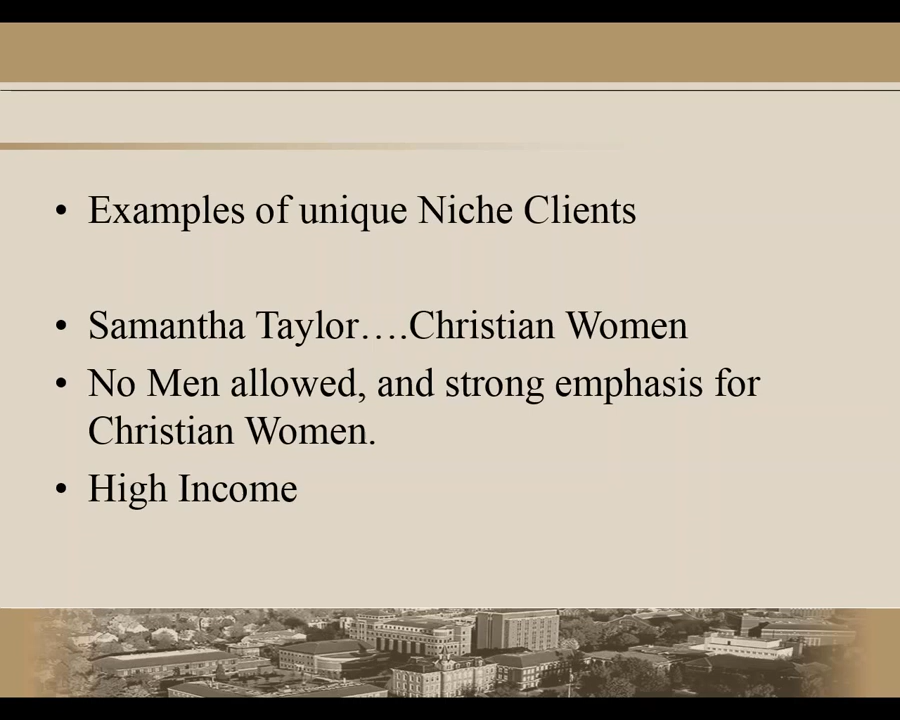 • Examples of unique Niche Clients
• Samantha Taylor….Christian Women
• No Men allowed, and strong emphasis for
Christian Women.
• High Income